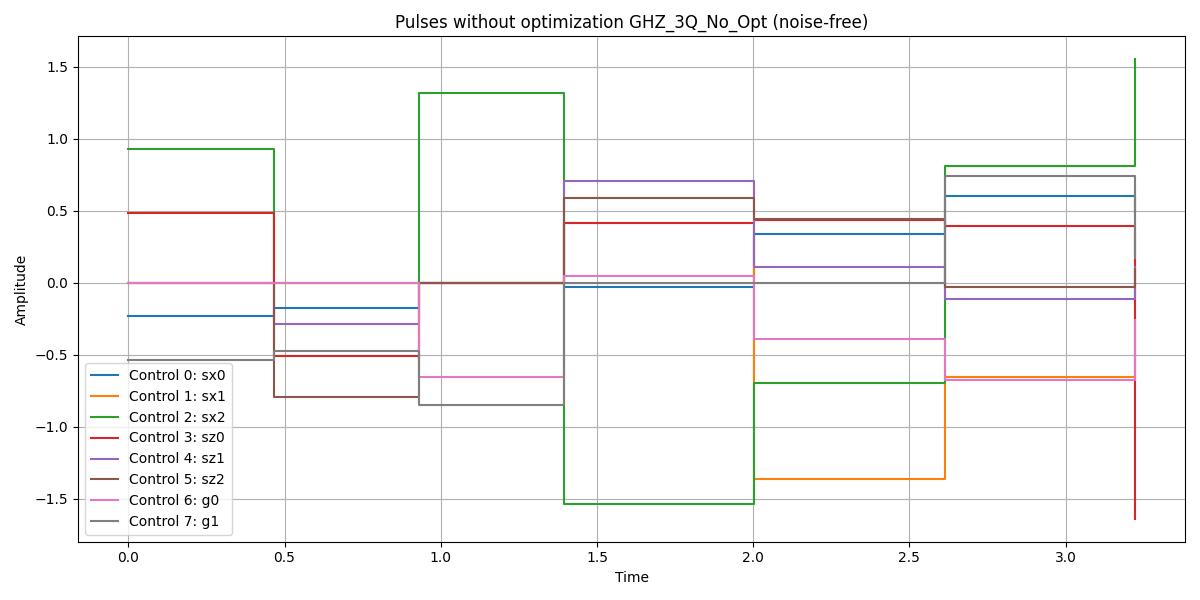 Pulses without optimization GHZ_3Q_No_Opt (noise-free)
1.5
1.0
0.5
0.0
−0.5
−1.0
−1.5
Amplitude
Control 0: sx0
Control 1: sx1
Control 2: sx2
Control 3: sz0
Control 4: sz1
Control 5: sz2
Control 6: g0
Control 7: g1
0.0 0.5 1.0 1.5 2.0 2.5 3.0
Time